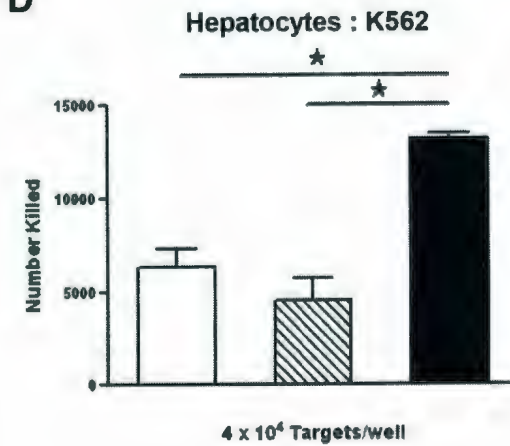 D
Hepatocytes : K562
★
★
15000
10000
5000
0
Number Killed
4 x 10⁴ Targets/well